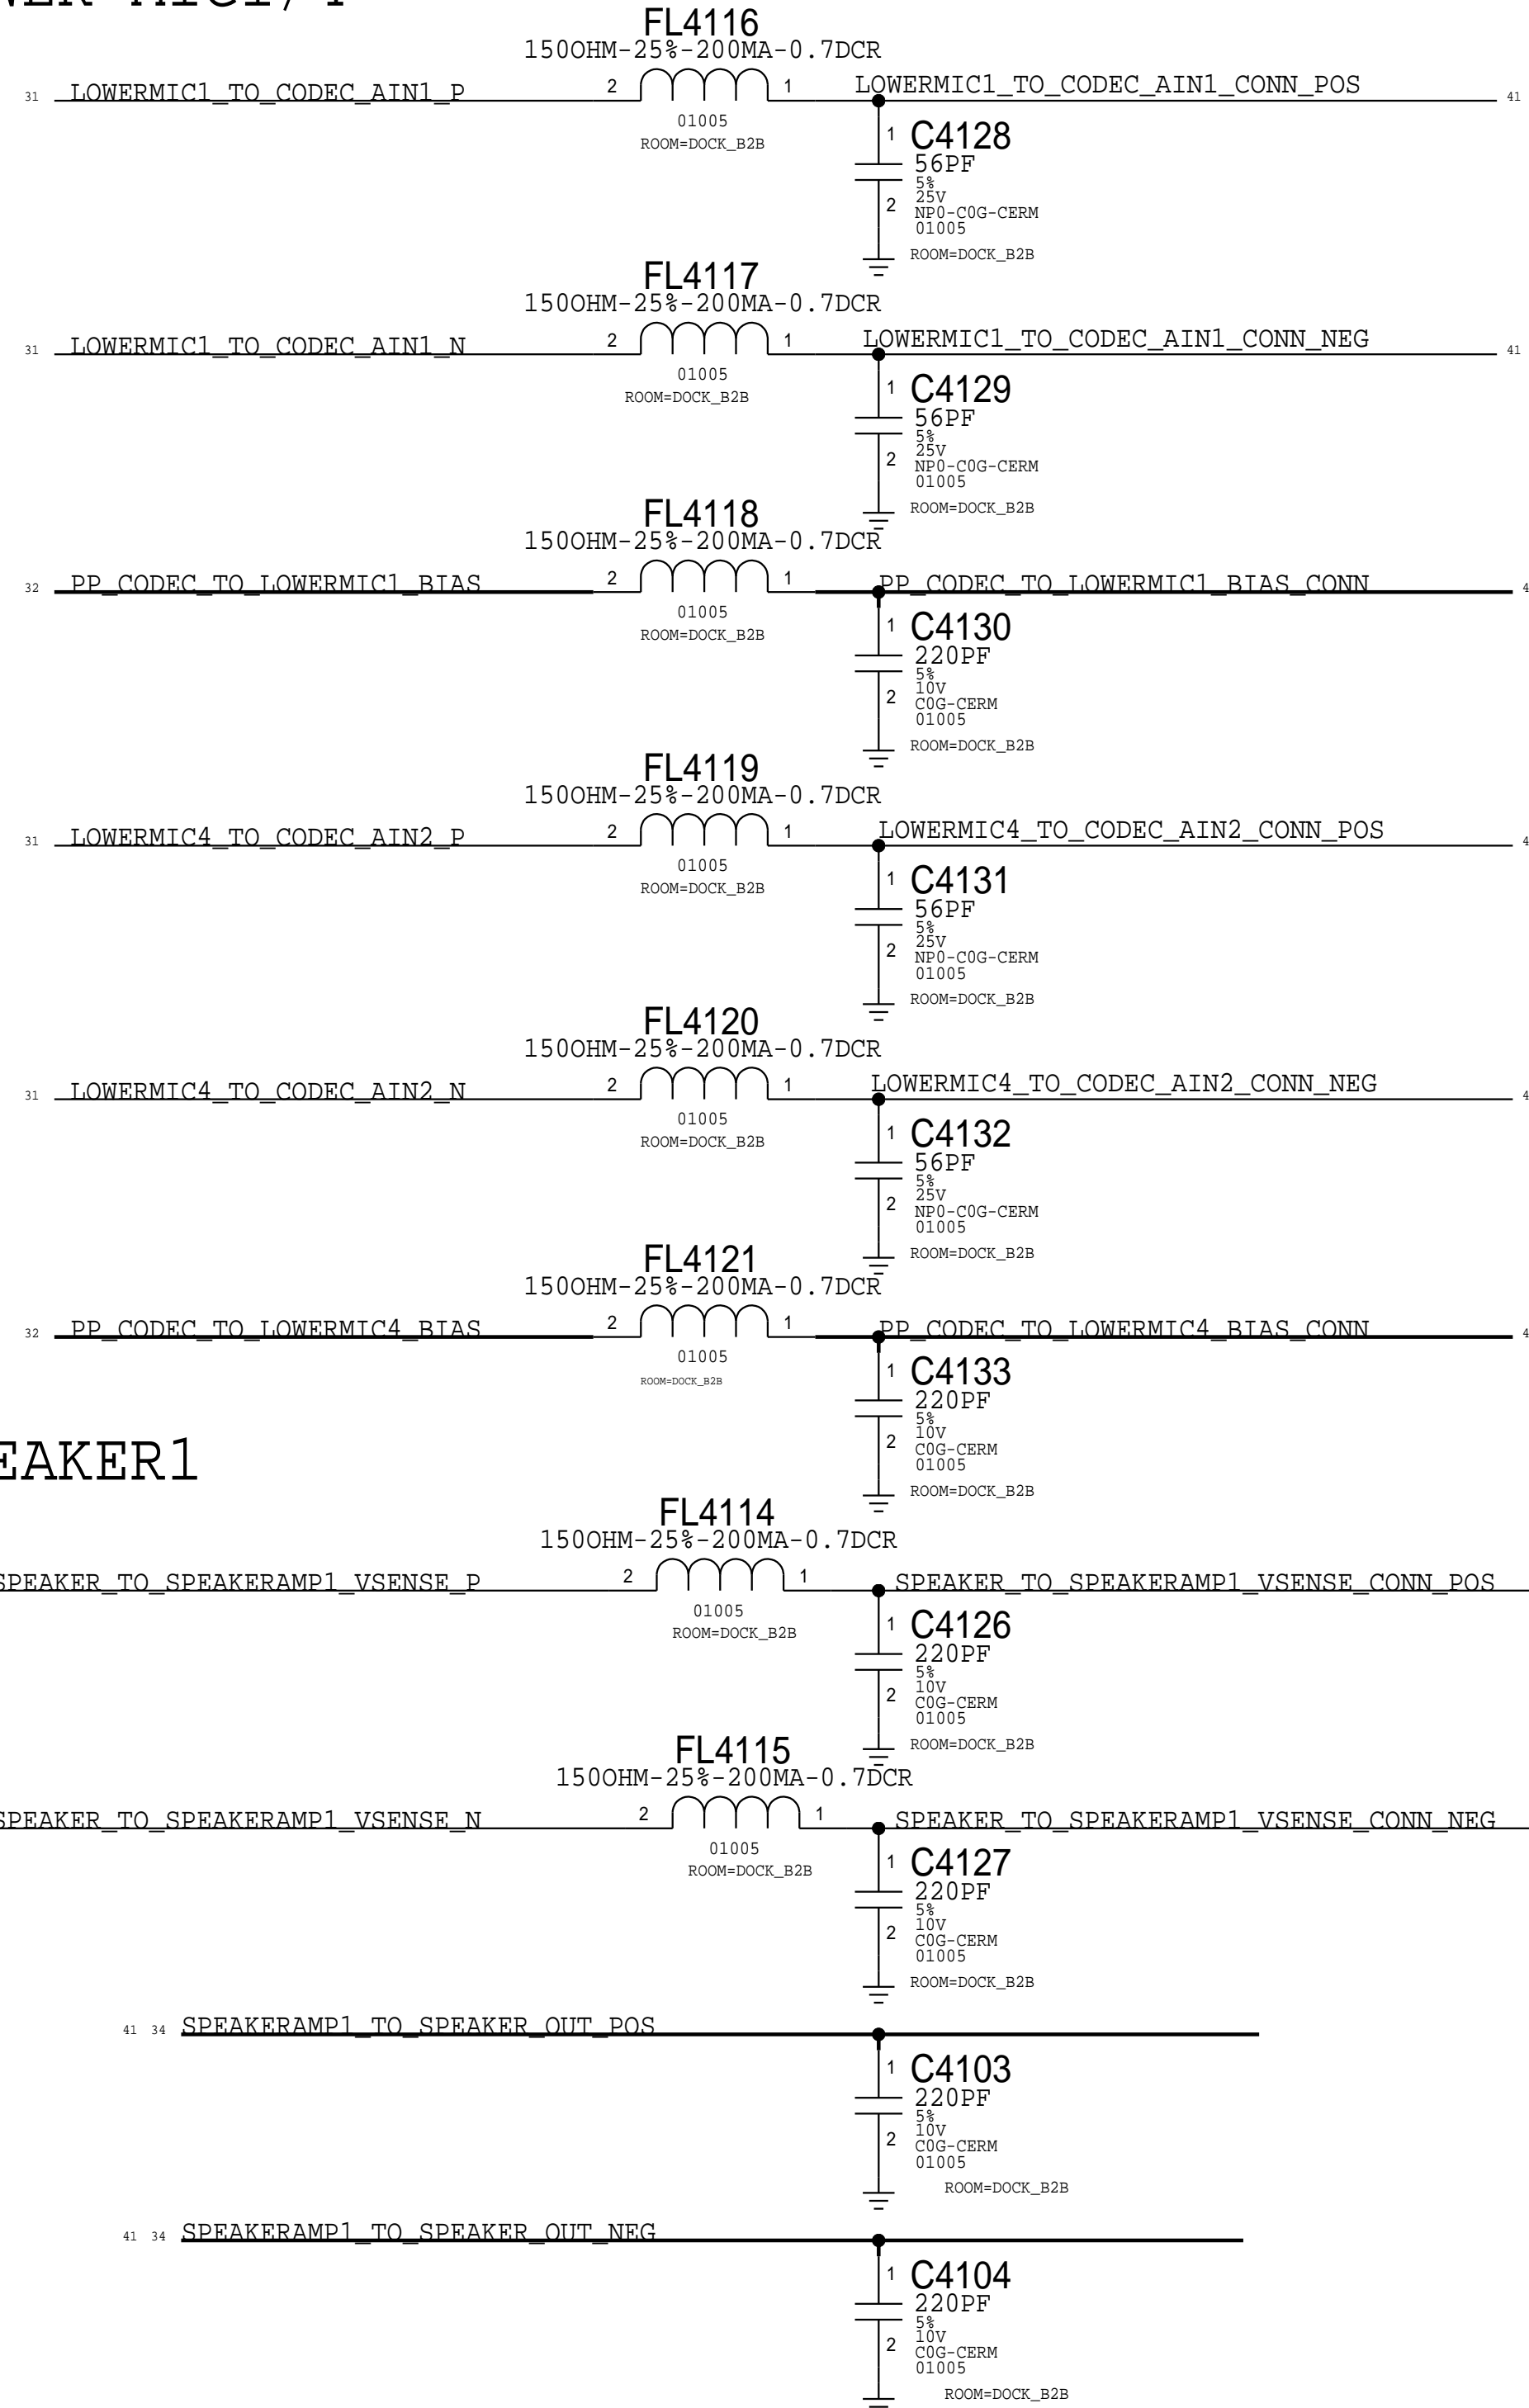 FL4116
150OHM-25%-200MA-0.7DCR
31 LOWERMIC1_TO_CODEC_AIN1_P 2 1 LOWERMIC1_TO_CODEC_AIN1_CONN_POS 41
01005
ROOM=DOCK_B2B
1 C4128
56PF
5%
25V
2 NP0-C0G-CERM
01005
ROOM=DOCK_B2B
FL4117
150OHM-25%-200MA-0.7DCR
31 LOWERMIC1_TO_CODEC_AIN1_N 2 1 LOWERMIC1_TO_CODEC_AIN1_CONN_NEG 41
01005
ROOM=DOCK_B2B
1 C4129
56PF
5%
25V
2 NP0-C0G-CERM
01005
ROOM=DOCK_B2B
FL4118
150OHM-25%-200MA-0.7DCR
32 PP_CODEC_TO_LOWERMIC1_BIAS 2 1 PP_CODEC_TO_LOWERMIC1_BIAS_CONN 4
01005
ROOM=DOCK_B2B
1 C4130
220PF
5%
10V
2 C0G-CERM
01005
ROOM=DOCK_B2B
FL4119
150OHM-25%-200MA-0.7DCR
31 LOWERMIC4_TO_CODEC_AIN2_P 2 1 LOWERMIC4_TO_CODEC_AIN2_CONN_POS 4
01005
ROOM=DOCK_B2B
1 C4131
56PF
5%
25V
2 NP0-C0G-CERM
01005
ROOM=DOCK_B2B
FL4120
150OHM-25%-200MA-0.7DCR
31 LOWERMIC4_TO_CODEC_AIN2_N 2 1 LOWERMIC4_TO_CODEC_AIN2_CONN_NEG 4
01005
ROOM=DOCK_B2B
1 C4132
56PF
5%
25V
2 NP0-C0G-CERM
01005
ROOM=DOCK_B2B
FL4121
150OHM-25%-200MA-0.7DCR
32 PP_CODEC_TO_LOWERMIC4_BIAS 2 1 PP_CODEC_TO_LOWERMIC4_BIAS_CONN 4
01005
ROOM=DOCK_B2B
1 C4133
220PF
5%
10V
2 C0G-CERM
01005
ROOM=DOCK_B2B
EAKER1
FL4114
150OHM-25%-200MA-0.7DCR
SPEAKER_TO_SPEAKERAMP1_VSENSE_P 2 1 SPEAKER_TO_SPEAKERAMP1_VSENSE_CONN_POS
01005
ROOM=DOCK_B2B
1 C4126
220PF
5%
10V
2 C0G-CERM
01005
ROOM=DOCK_B2B
FL4115
150OHM-25%-200MA-0.7DCR
SPEAKER_TO_SPEAKERAMP1_VSENSE_N 2 1 SPEAKER_TO_SPEAKERAMP1_VSENSE_CONN_NEG
01005
ROOM=DOCK_B2B
1 C4127
220PF
5%
10V
2 C0G-CERM
01005
ROOM=DOCK_B2B
41 34 SPEAKERAMP1_TO_SPEAKER_OUT_POS
1 C4103
220PF
5%
10V
2 C0G-CERM
01005
ROOM=DOCK_B2B
41 34 SPEAKERAMP1_TO_SPEAKER_OUT_NEG
1 C4104
220PF
5%
10V
2 C0G-CERM
01005
ROOM=DOCK_B2B